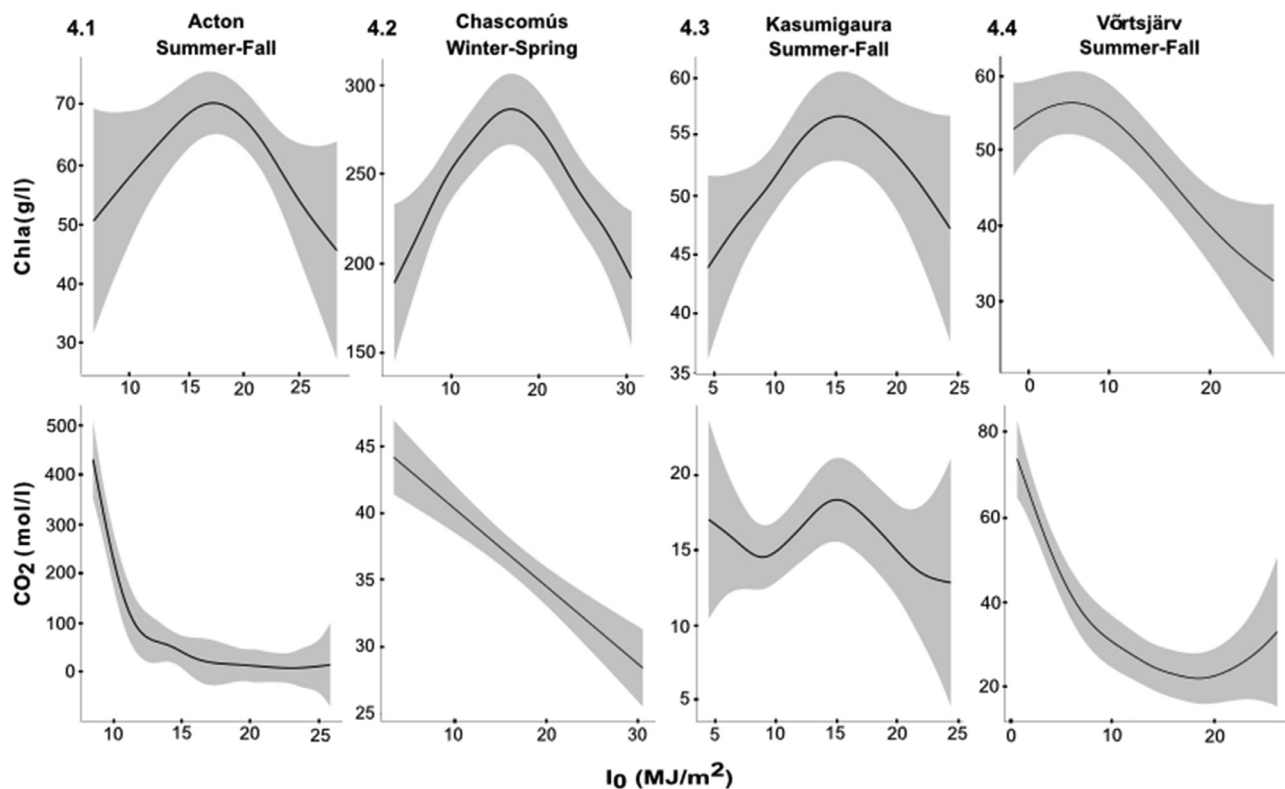 4.1 Acton
Summer-Fall
4.2 Chascomús
Winter-Spring
4.3 Kasumigaura
Summer-Fall
4.4 Võrtsjärv
Summer-Fall
Chla(g/l)
70
60
50
40
30
10 15 20 25
300
250
200
150
10 20 30
60
55
50
45
40
35
5 10 15 20 25
60
50
40
30
0 10 20
CO2 (mol/l)
500
400
300
200
100
0
10 15 20 25
45
40
35
30
25
10 20 30
20
15
10
5
5 10 15 20 25
80
60
40
20
0 10 20
I0 (MJ/m²)